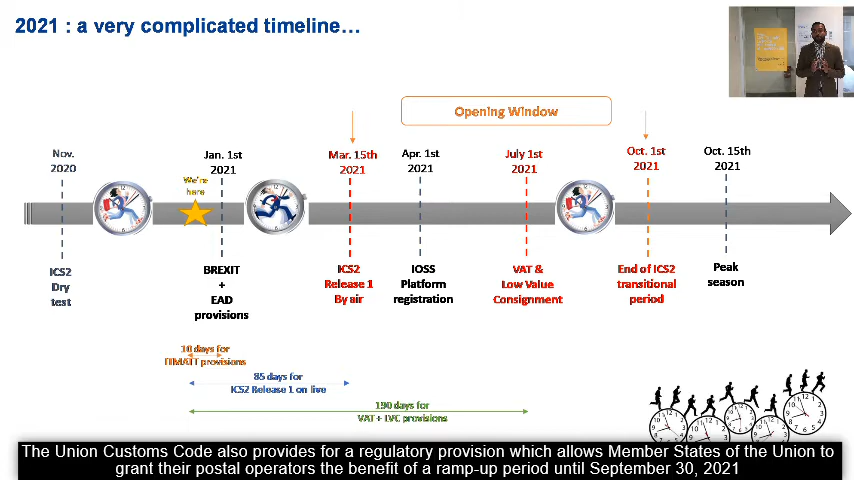 2021 : a very complicated timeline…
Opening Window
Nov.
2020
We're
here
Jan. 1st
2021
Mar. 15th
2021
Apr. 1st
2021
July 1st
2021
Oct. 1st
2021
Oct. 15th
2021
ICS2
Dry
test
BREXIT
+
EAD
provisions
ICS2
Release 1
By air
IOSS
Platform
registration
VAT &
Low Value
Consignment
End of ICS2
transitional
period
Peak
season
10 days for
ITMATT provisions
85 days for
ICS2 Release 1 on live
190 days for
VAT + LVC provisions
The Union Customs Code also provides for a regulatory provision which allows Member States of the Union to
grant their postal operators the benefit of a ramp-up period until September 30, 2021